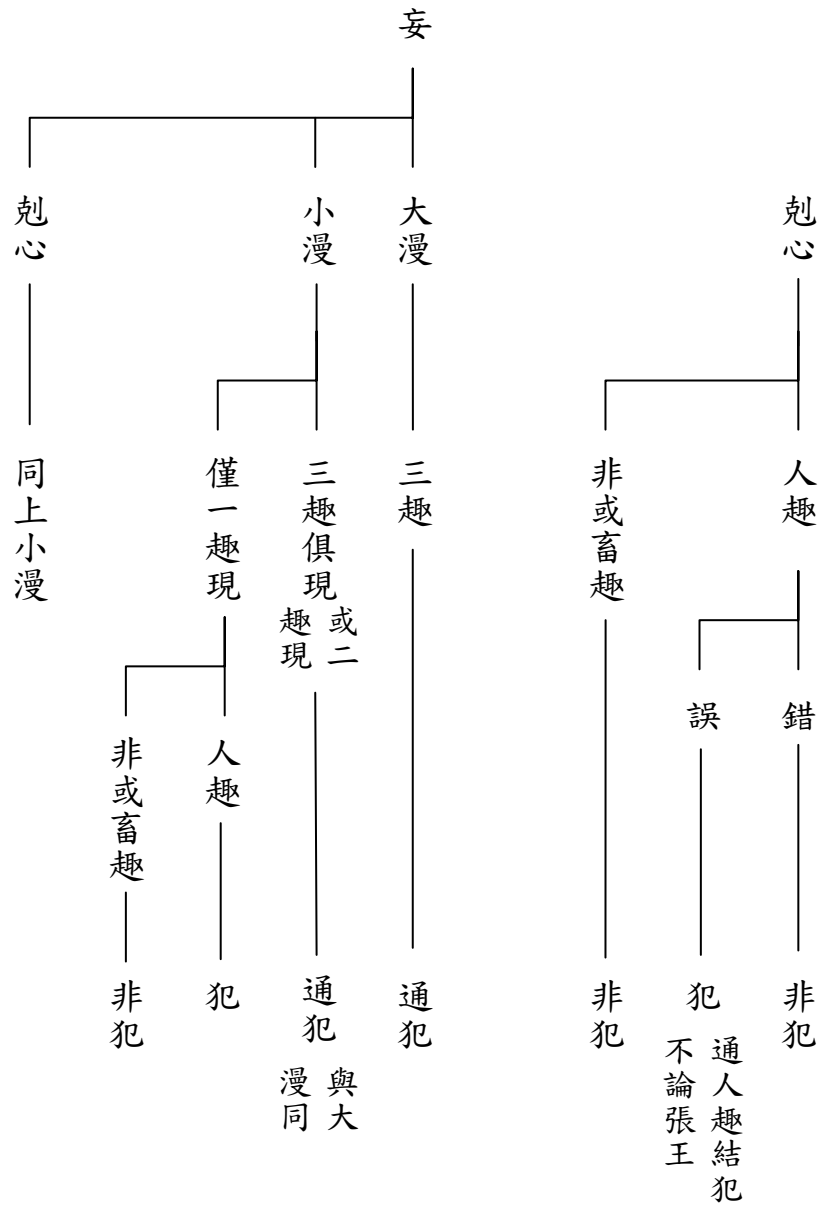 剋心
人趣
錯
非犯
誤
犯
通人趣結犯
不論張王
非或畜趣
非犯
妄
大漫
三趣
通犯
小漫
三趣俱現
或二
趣現
通犯
與大
漫同
僅一趣現
人趣
犯
非或畜趣
非犯
剋心
同上小漫